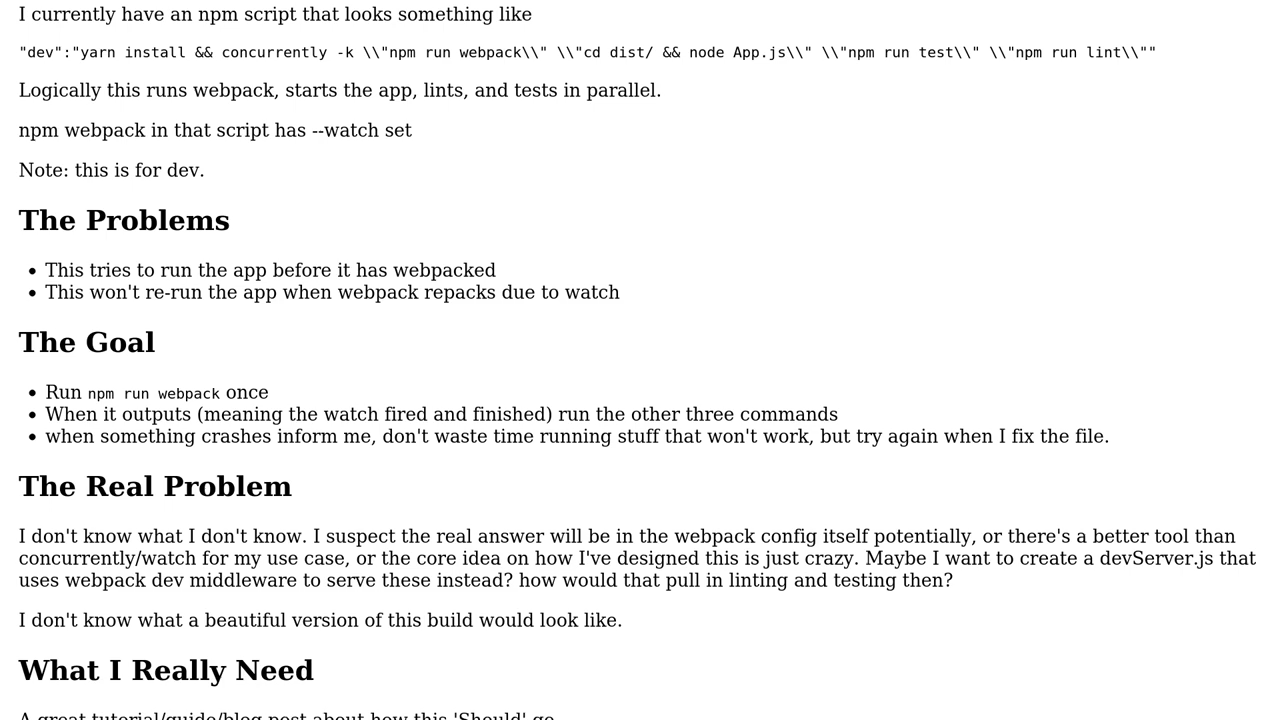 I currently have an npm script that looks something like
"dev":"yarn install && concurrently -k \\"npm run webpack\\" \\"cd dist/ && node App.js\\" \\"npm run test\\" \\"npm run lint\\""
Logically this runs webpack, starts the app, lints, and tests in parallel.
npm webpack in that script has --watch set
Note: this is for dev.
The Problems
• This tries to run the app before it has webpacked
• This won't re-run the app when webpack repacks due to watch
The Goal
• Run npm run webpack once
• When it outputs (meaning the watch fired and finished) run the other three commands
• when something crashes inform me, don't waste time running stuff that won't work, but try again when I fix the file.
The Real Problem
I don't know what I don't know. I suspect the real answer will be in the webpack config itself potentially, or there's a better tool than
concurrently/watch for my use case, or the core idea on how I've designed this is just crazy. Maybe I want to create a devServer.js that
uses webpack dev middleware to serve these instead? how would that pull in linting and testing then?
I don't know what a beautiful version of this build would look like.
What I Really Need
A great tutorial/guide/blog post about how this 'Should' go